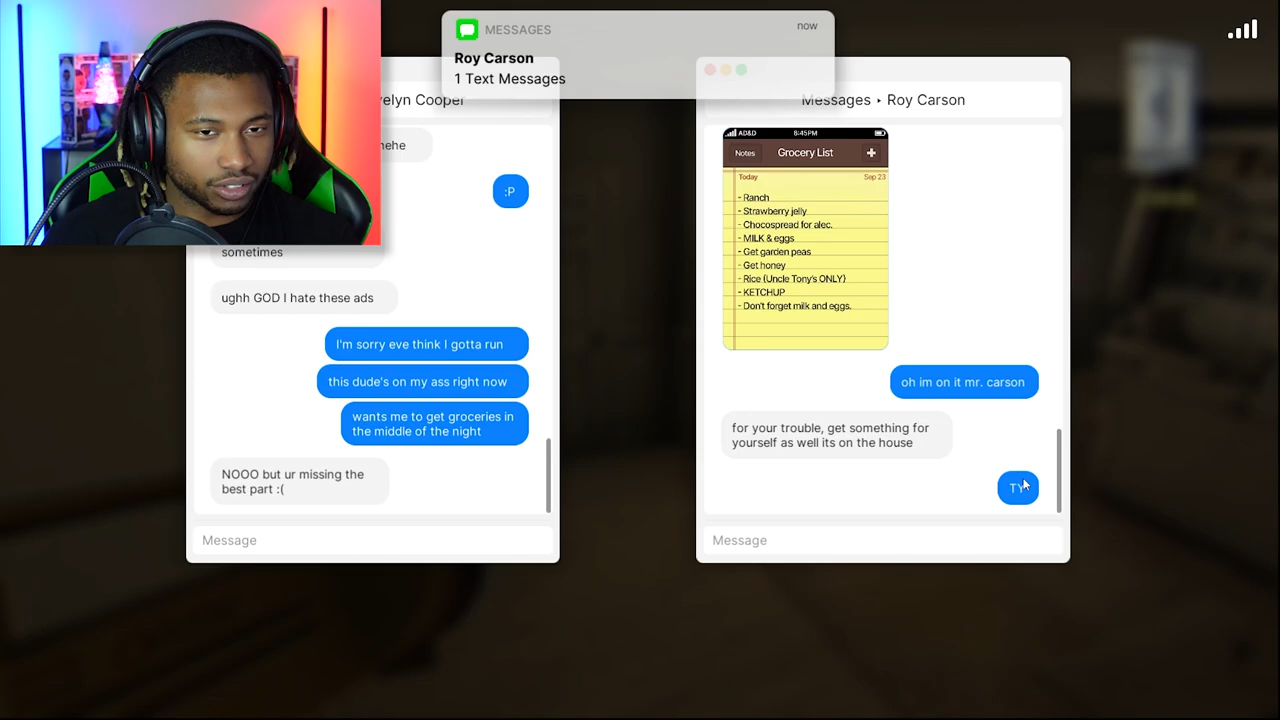 MESSAGES
now
Roy Carson
1 Text Messages
velyn Cooper
hehe
:P
sometimes
ughh GOD I hate these ads
I'm sorry eve think I gotta run
this dude's on my ass right now
wants me to get groceries in
the middle of the night
NOOO but ur missing the
best part :(
Message
Messages ‣ Roy Carson
AD&D
8:45PM
Notes
Grocery List
+
Today
Sep 23
- Ranch
- Strawberry jelly
- Chocospread for alec.
- MILK & eggs
- Get garden peas
- Get honey
- Rice (Uncle Tony's ONLY)
- KETCHUP
- Don't forget milk and eggs.
oh im on it mr. carson
for your trouble, get something for
yourself as well its on the house
TY
Message